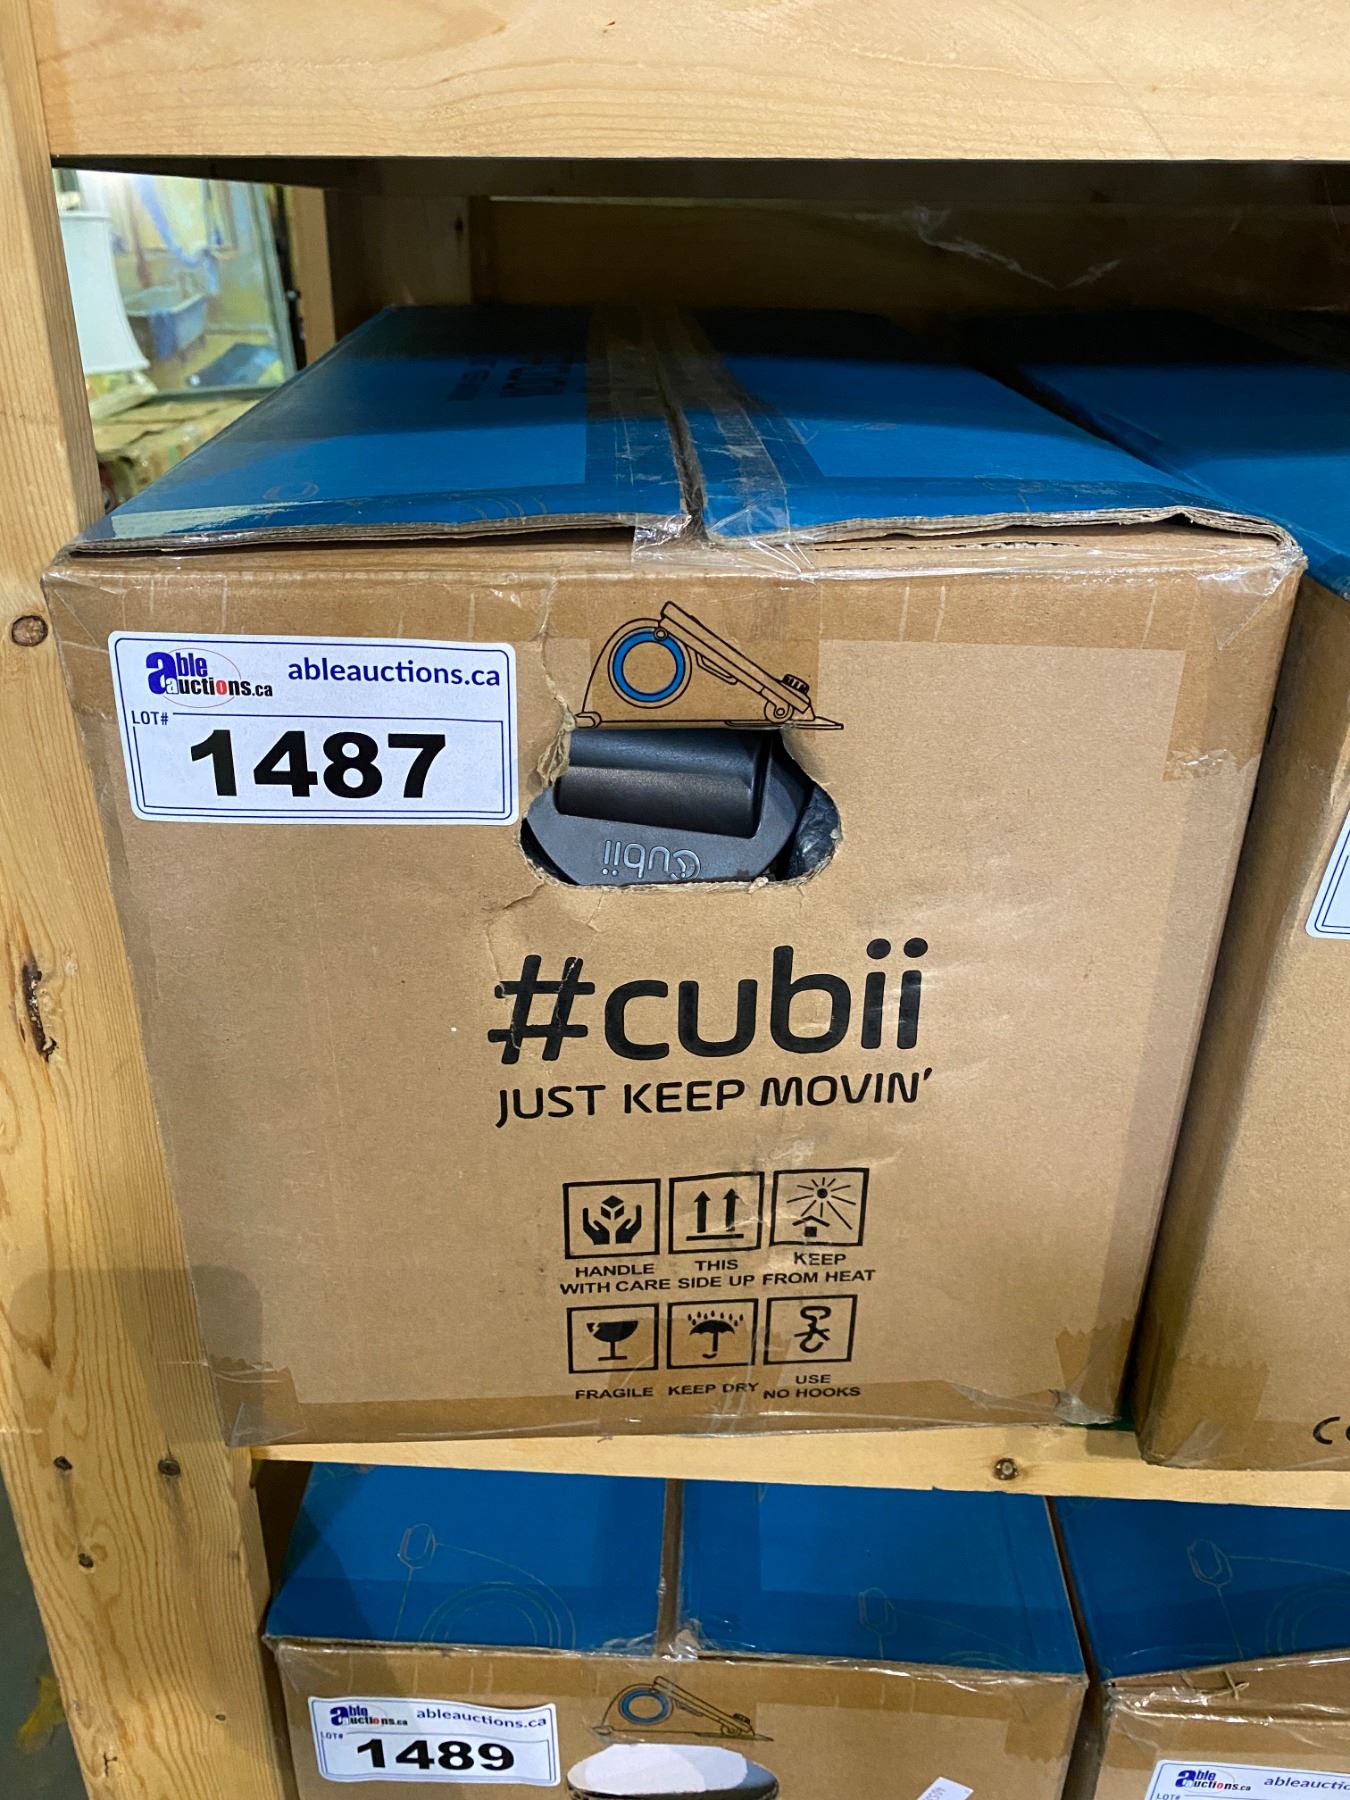 able auctions.ca
ableauctions.ca
LOT#
1487
cubii
#cubii
JUST KEEP MOVIN'
HANDLE WITH CARE
THIS SIDE UP
KEEP FROM HEAT
FRAGILE
KEEP DRY
USE NO HOOKS
able auctions.ca
ableauctions.ca
LOT#
1489
able auctions.ca
LOT#